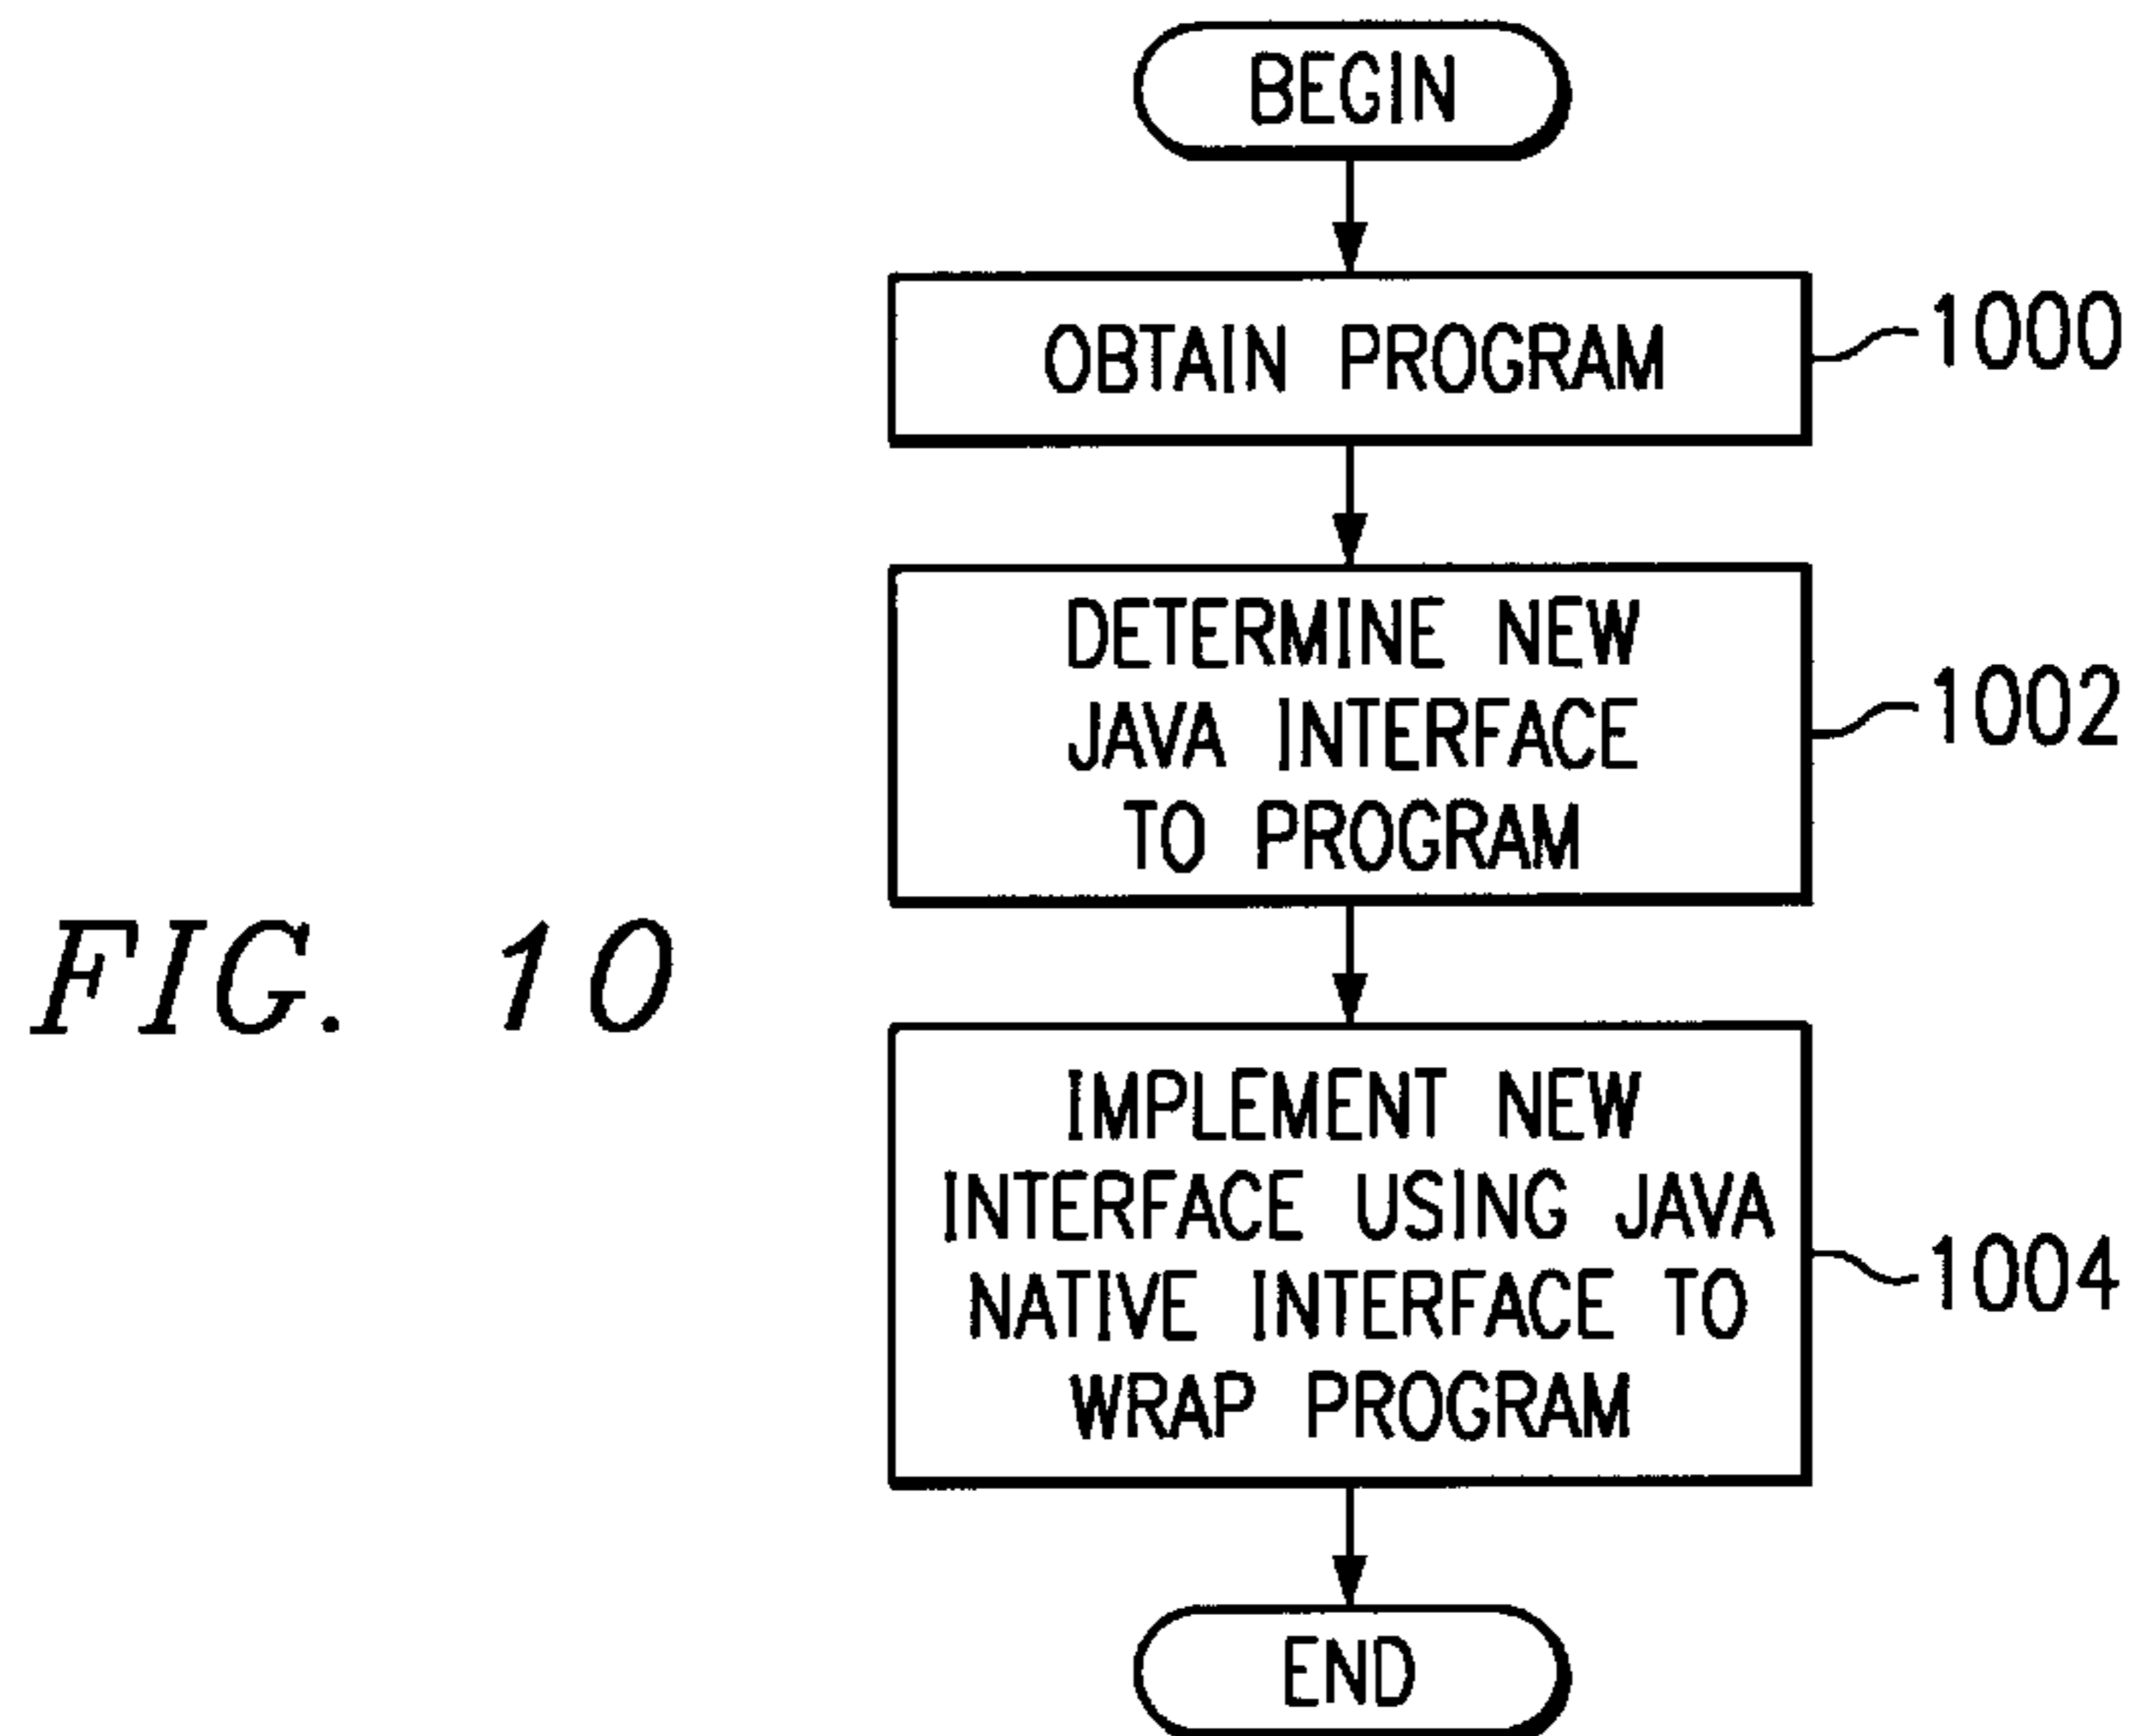 BEGIN
OBTAIN PROGRAM
1000
DETERMINE NEW
JAVA INTERFACE
TO PROGRAM
1002
FIG. 10
IMPLEMENT NEW
INTERFACE USING JAVA
NATIVE INTERFACE TO
WRAP PROGRAM
1004
END